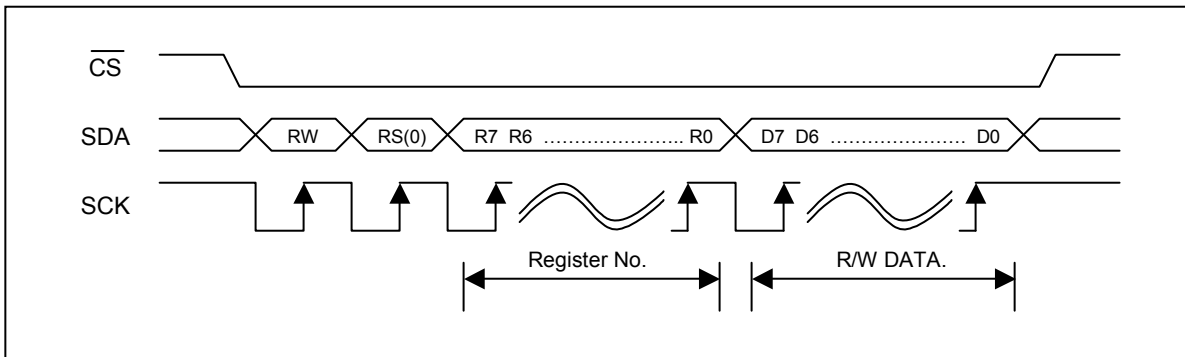 CS
SDA RW RS(0) R7 R6 ........................ R0 D7 D6 ....................... D0
SCK
Register No. R/W DATA.